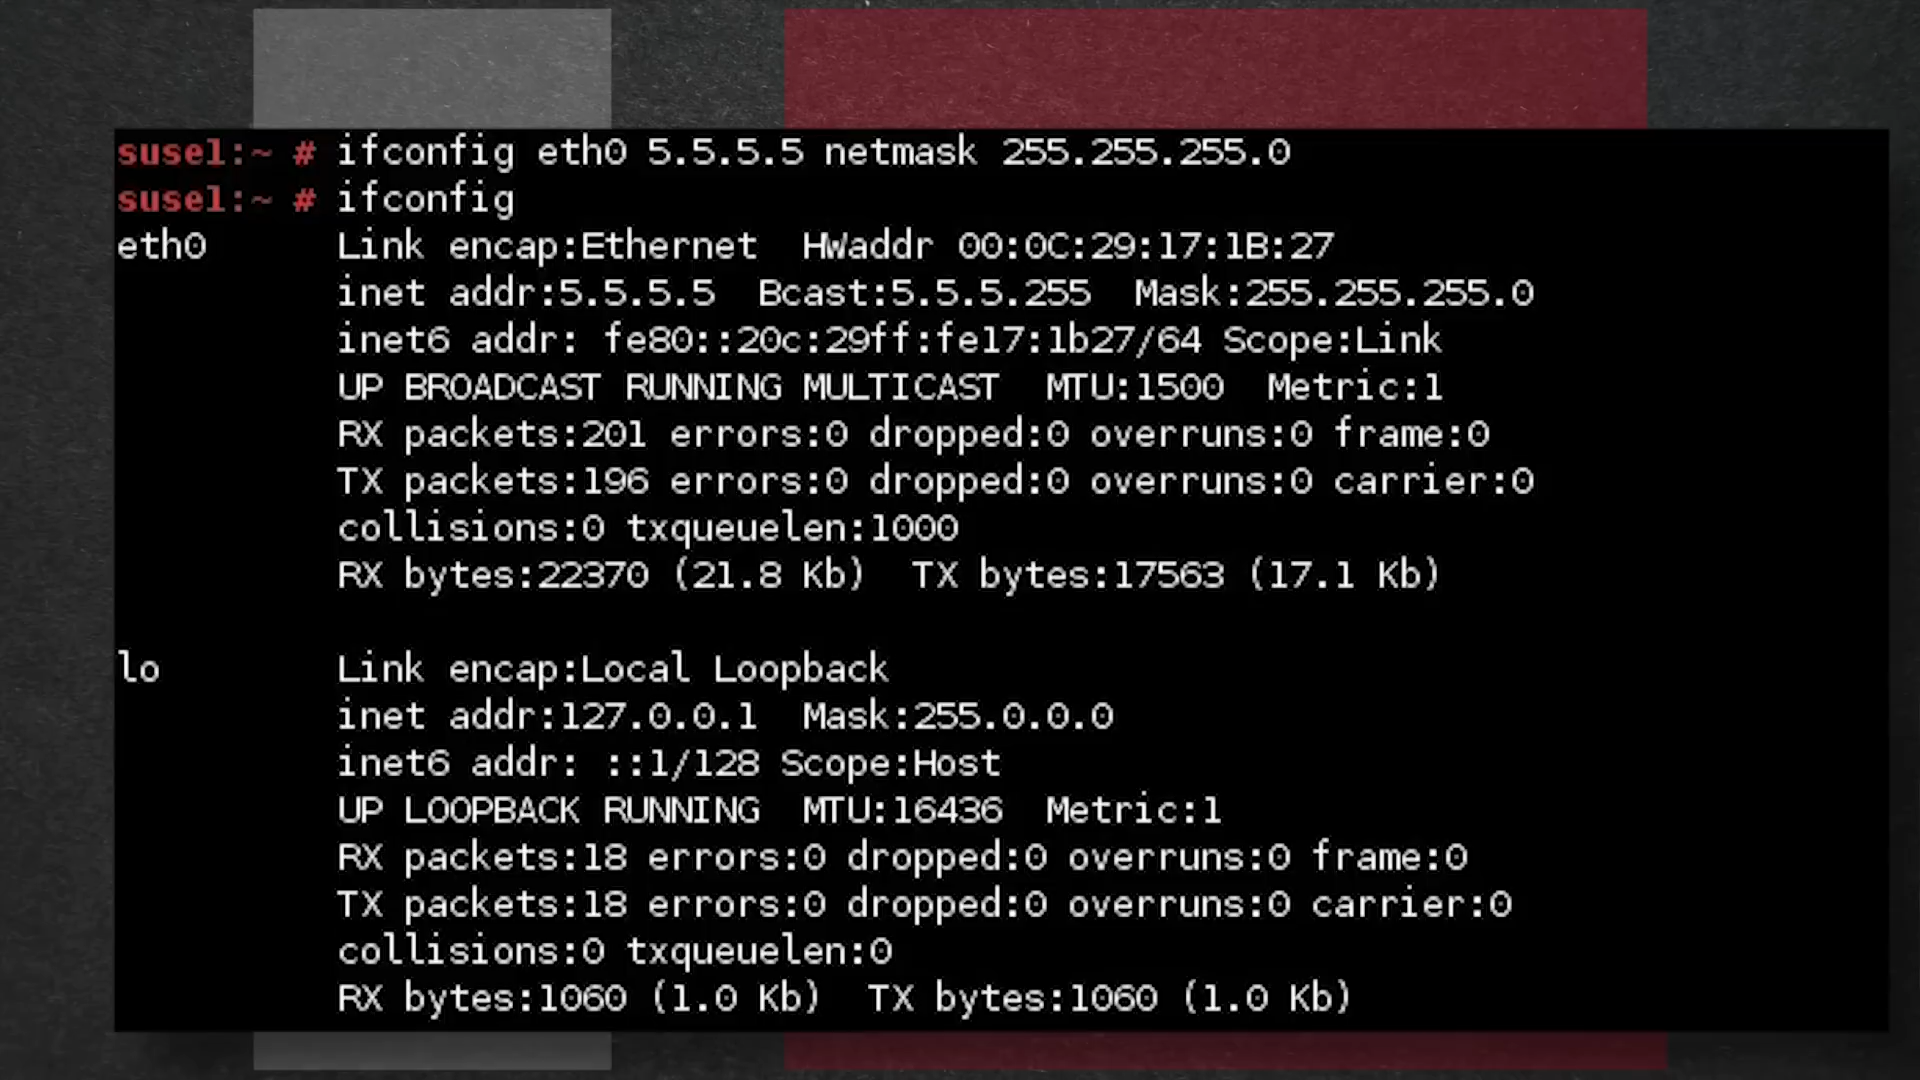 suse1:~ # ifconfig eth0 5.5.5.5 netmask 255.255.255.0
suse1:~ # ifconfig
eth0 Link encap:Ethernet HWaddr 00:0C:29:17:1B:27
inet addr:5.5.5.5 Bcast:5.5.5.255 Mask:255.255.255.0
inet6 addr: fe80::20c:29ff:fe17:1b27/64 Scope:Link
UP BROADCAST RUNNING MULTICAST MTU:1500 Metric:1
RX packets:201 errors:0 dropped:0 overruns:0 frame:0
TX packets:196 errors:0 dropped:0 overruns:0 carrier:0
collisions:0 txqueuelen:1000
RX bytes:22370 (21.8 Kb) TX bytes:17563 (17.1 Kb)
lo Link encap:Local Loopback
inet addr:127.0.0.1 Mask:255.0.0.0
inet6 addr: ::1/128 Scope:Host
UP LOOPBACK RUNNING MTU:16436 Metric:1
RX packets:18 errors:0 dropped:0 overruns:0 frame:0
TX packets:18 errors:0 dropped:0 overruns:0 carrier:0
collisions:0 txqueuelen:0
RX bytes:1060 (1.0 Kb) TX bytes:1060 (1.0 Kb)